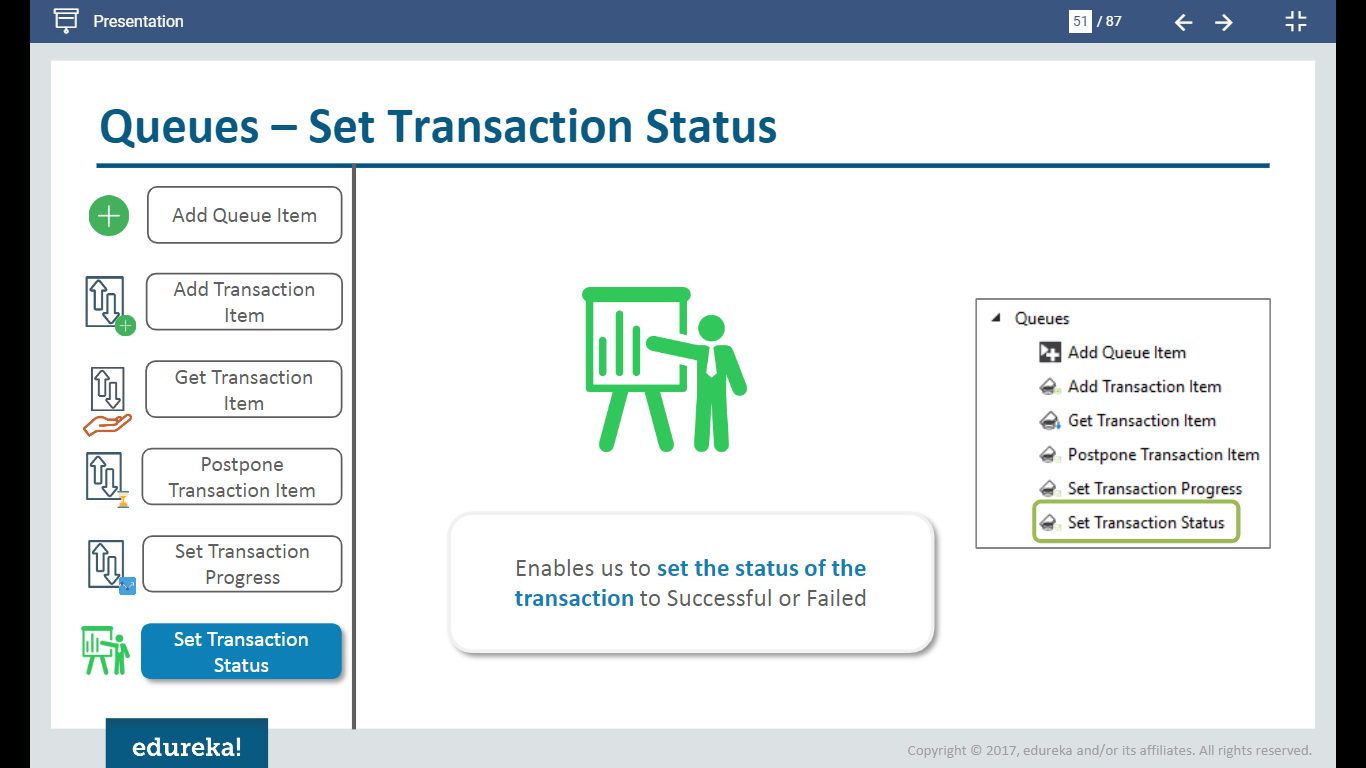 Presentation
51 / 87
Queues – Set Transaction Status
Add Queue Item
Add Transaction
Item
Get Transaction
Item
Postpone
Transaction Item
Set Transaction
Progress
Set Transaction
Status
Enables us to set the status of the
transaction to Successful or Failed
Queues
Add Queue Item
Add Transaction Item
Get Transaction Item
Postpone Transaction Item
Set Transaction Progress
Set Transaction Status
edureka!
Copyright © 2017, edureka and/or its affiliates. All rights reserved.